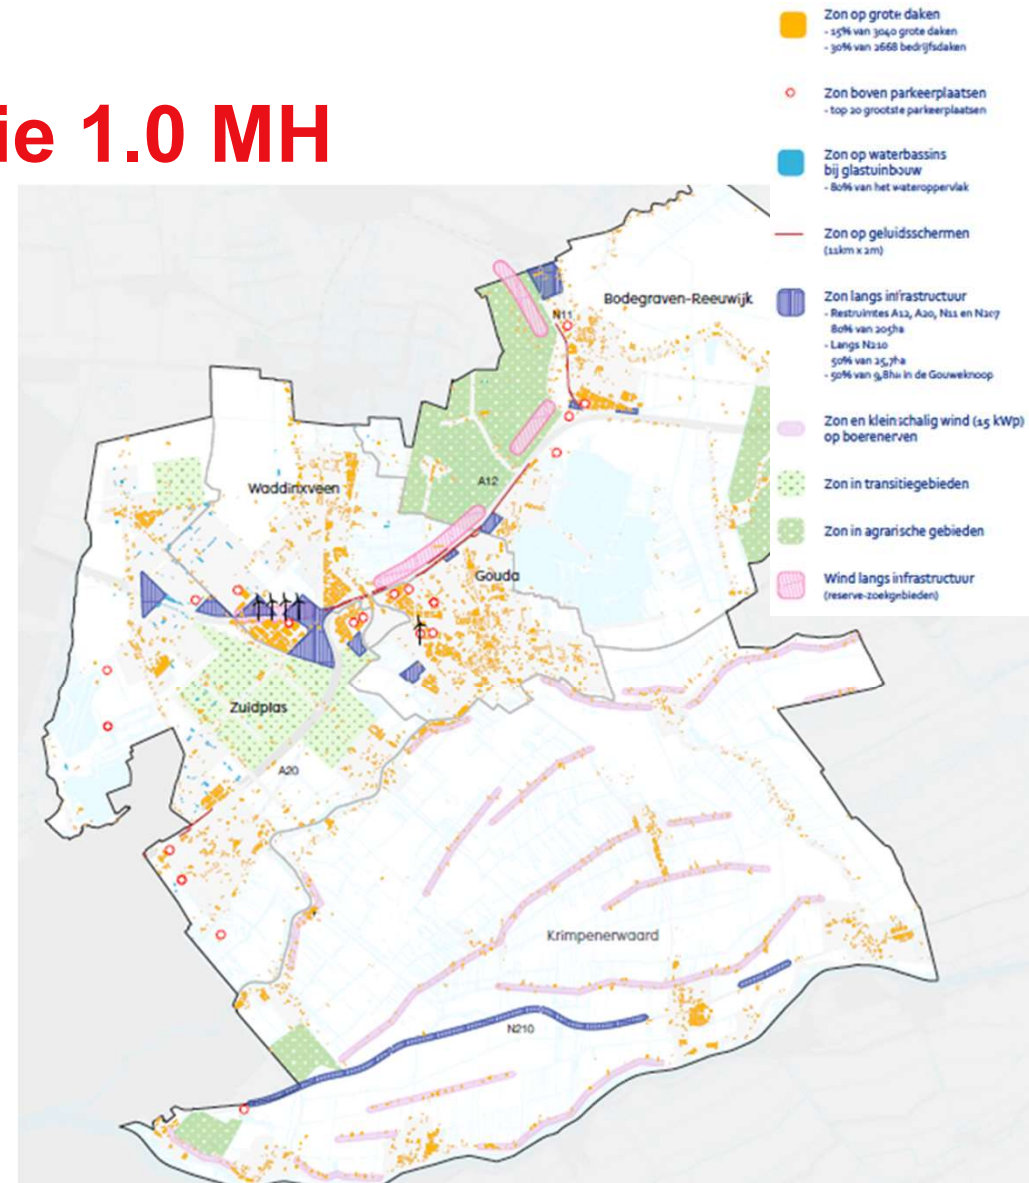 ie 1.0 MH
Zon op grote daken
- 15% van 3040 grote daken
- 30% van 2668 bedrijfsdaken
Zon boven parkeerplaatsen
- top 20 grootste parkeerplaatsen
Zon op waterbassins
bij glastuinbouw
- 80% van het wateroppervlak
Zon op geluidsschermen
(11km x 2m)
Zon langs infrastructuur
- Restruimtes A12, A20, N11 en N207
80% van 205ha
- Langs N210
50% van 25,7ha
- 50% van 9,8ha in de Gouweknoop
Zon en kleinschalig wind (15 kWp)
op boerenerven
Zon in transitiegebieden
Zon in agrarische gebieden
Wind langs infrastructuur
(reserve-zoekgebieden)
Bodegraven-Reeuwijk
N11
A12
Waddinxveen
Gouda
Zuidplas
A20
Krimpenerwaard
N210